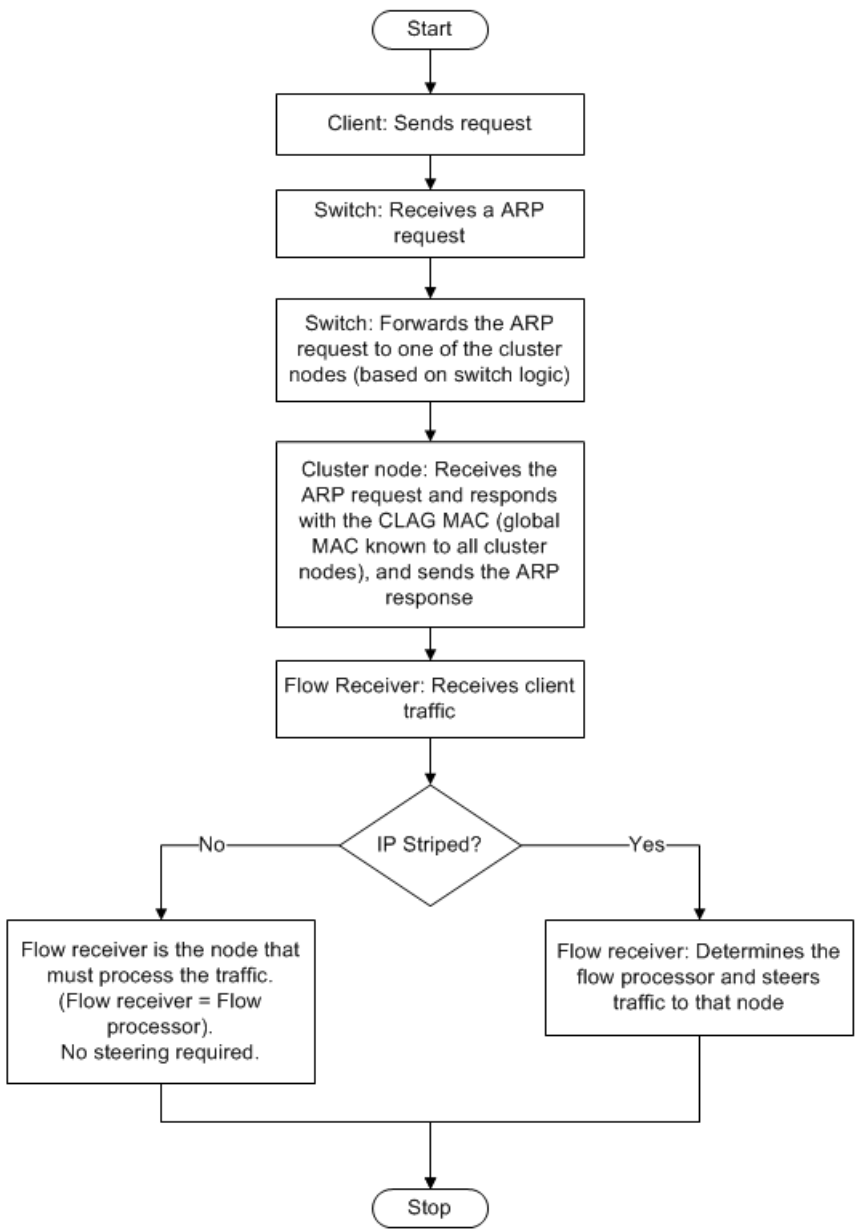 Start
Client: Sends request
Switch: Receives a ARP
request
Switch: Forwards the ARP
request to one of the cluster
nodes (based on switch logic)
Cluster node: Receives the
ARP request and responds
with the CLAG MAC (global
MAC known to all cluster
nodes), and sends the ARP
response
Flow Receiver: Receives client
traffic
IP Striped?
No
Yes
Flow receiver is the node that
must process the traffic.
(Flow receiver = Flow
processor).
No steering required.
Flow receiver: Determines the
flow processor and steers
traffic to that node
Stop